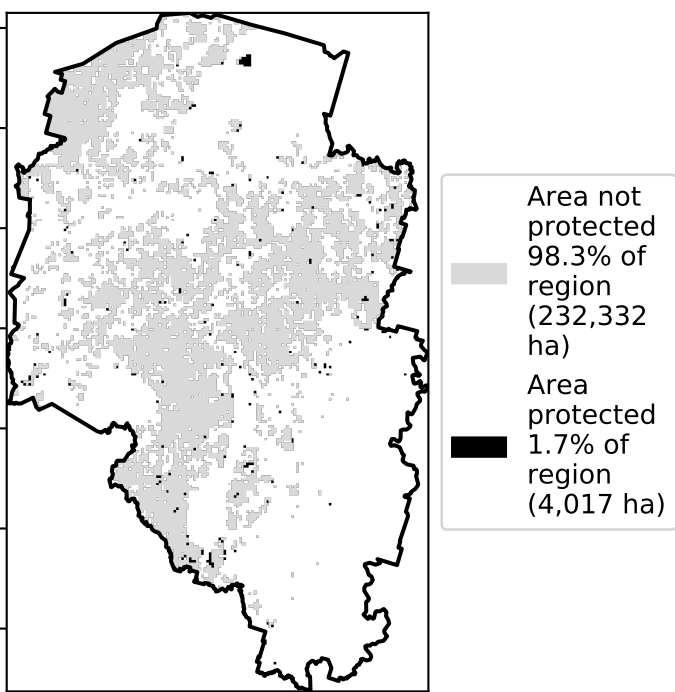 Area not
protected
98.3% of
region
(232,332
ha)
Area
protected
1.7% of
region
(4,017 ha)